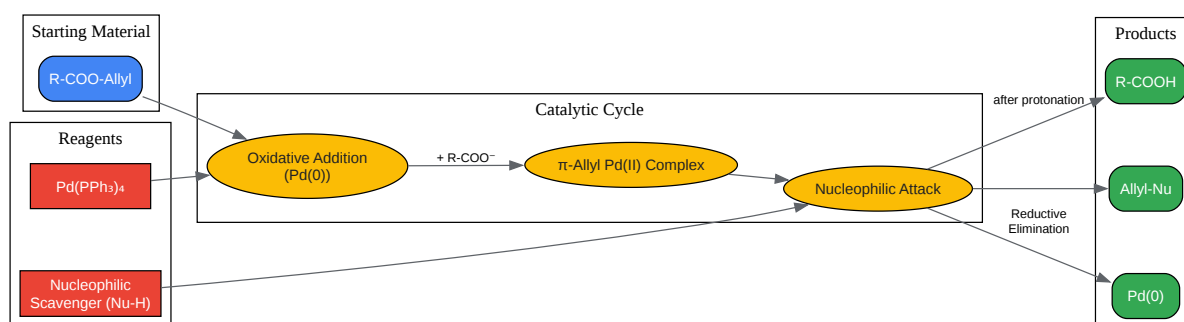 Starting Material
R-COO-Allyl
Reagents
Pd(PPh₃)₄
Nucleophilic
Scavenger (Nu-H)
Catalytic Cycle
Oxidative Addition
(Pd(0))
+ R-COO⁻
π-Allyl Pd(II) Complex
Nucleophilic Attack
after protonation
Reductive
Elimination
Products
R-COOH
Allyl-Nu
Pd(0)